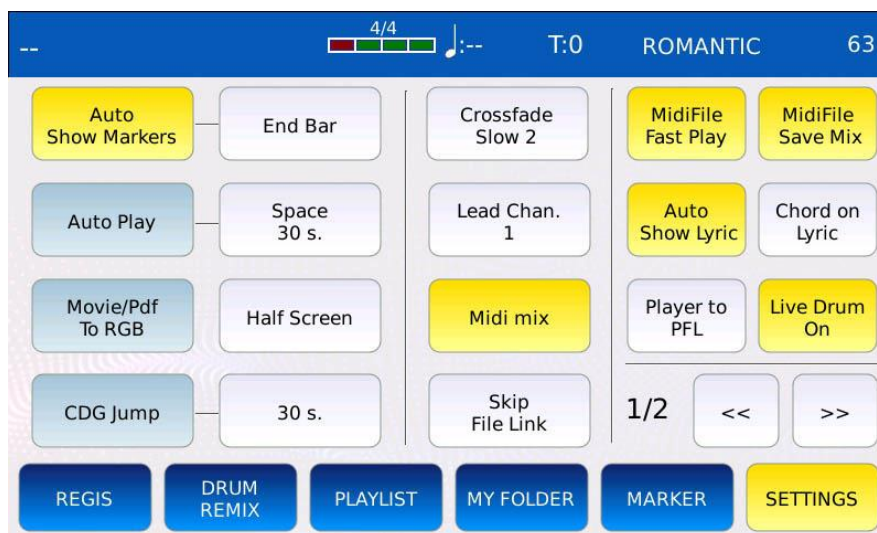 --
4/4
:--
T:0
ROMANTIC
63
Auto
Show Markers
End Bar
Crossfade
Slow 2
MidiFile
Fast Play
MidiFile
Save Mix
Auto Play
Space
30 s.
Lead Chan.
1
Auto
Show Lyric
Chord on
Lyric
Movie/Pdf
To RGB
Half Screen
Midi mix
Player to
PFL
Live Drum
On
CDG Jump
30 s.
Skip
File Link
1/2
<<
>>
REGIS
DRUM
REMIX
PLAYLIST
MY FOLDER
MARKER
SETTINGS